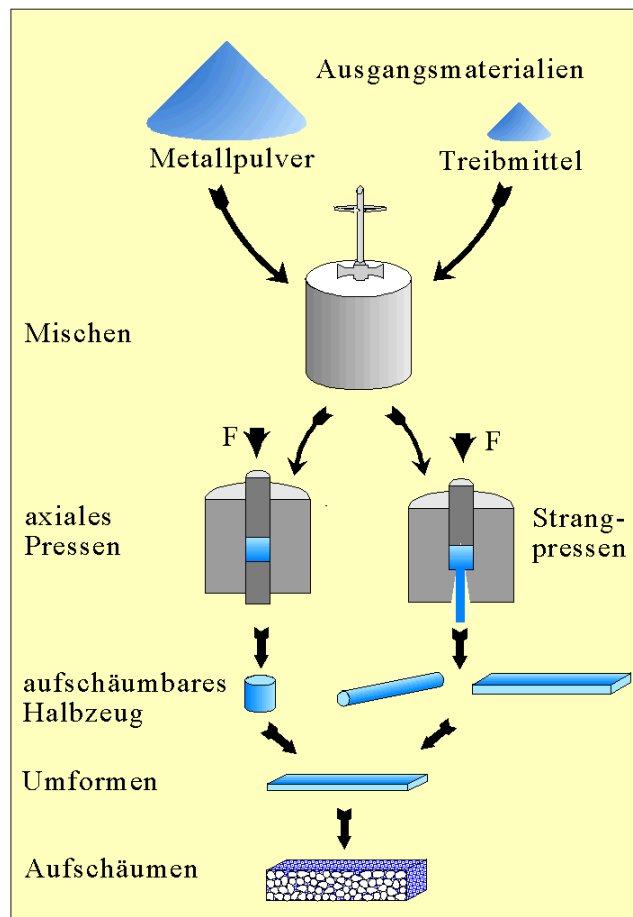 Ausgangsmaterialien
Metallpulver
Treibmittel
Mischen
F
F
axiales
Pressen
Strang-
pressen
aufschäumbares
Halbzeug
Umformen
Aufschäumen